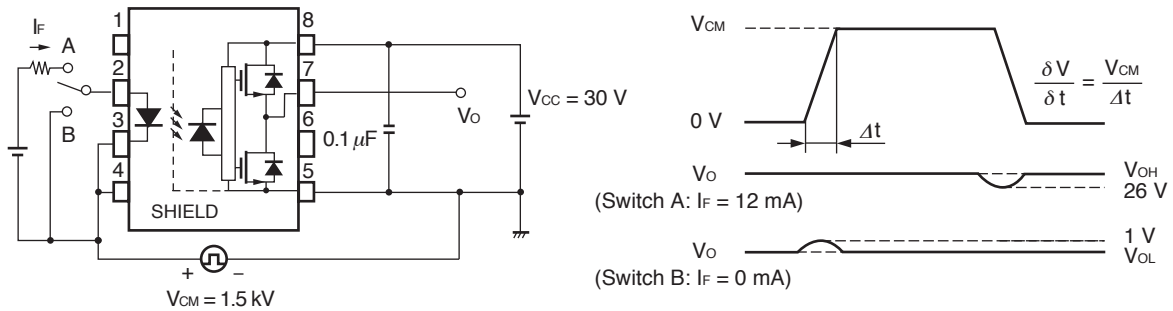 IF
A
B
1
2
3
4
8
7
6
5
SHIELD
0.1 μF
VO
VCC = 30 V
+
−
VCM = 1.5 kV
VCM
0 V
Δt
δV
δt
=
VCM
Δt
VO
(Switch A: IF = 12 mA)
VOH
26 V
VO
(Switch B: IF = 0 mA)
1 V
VOL